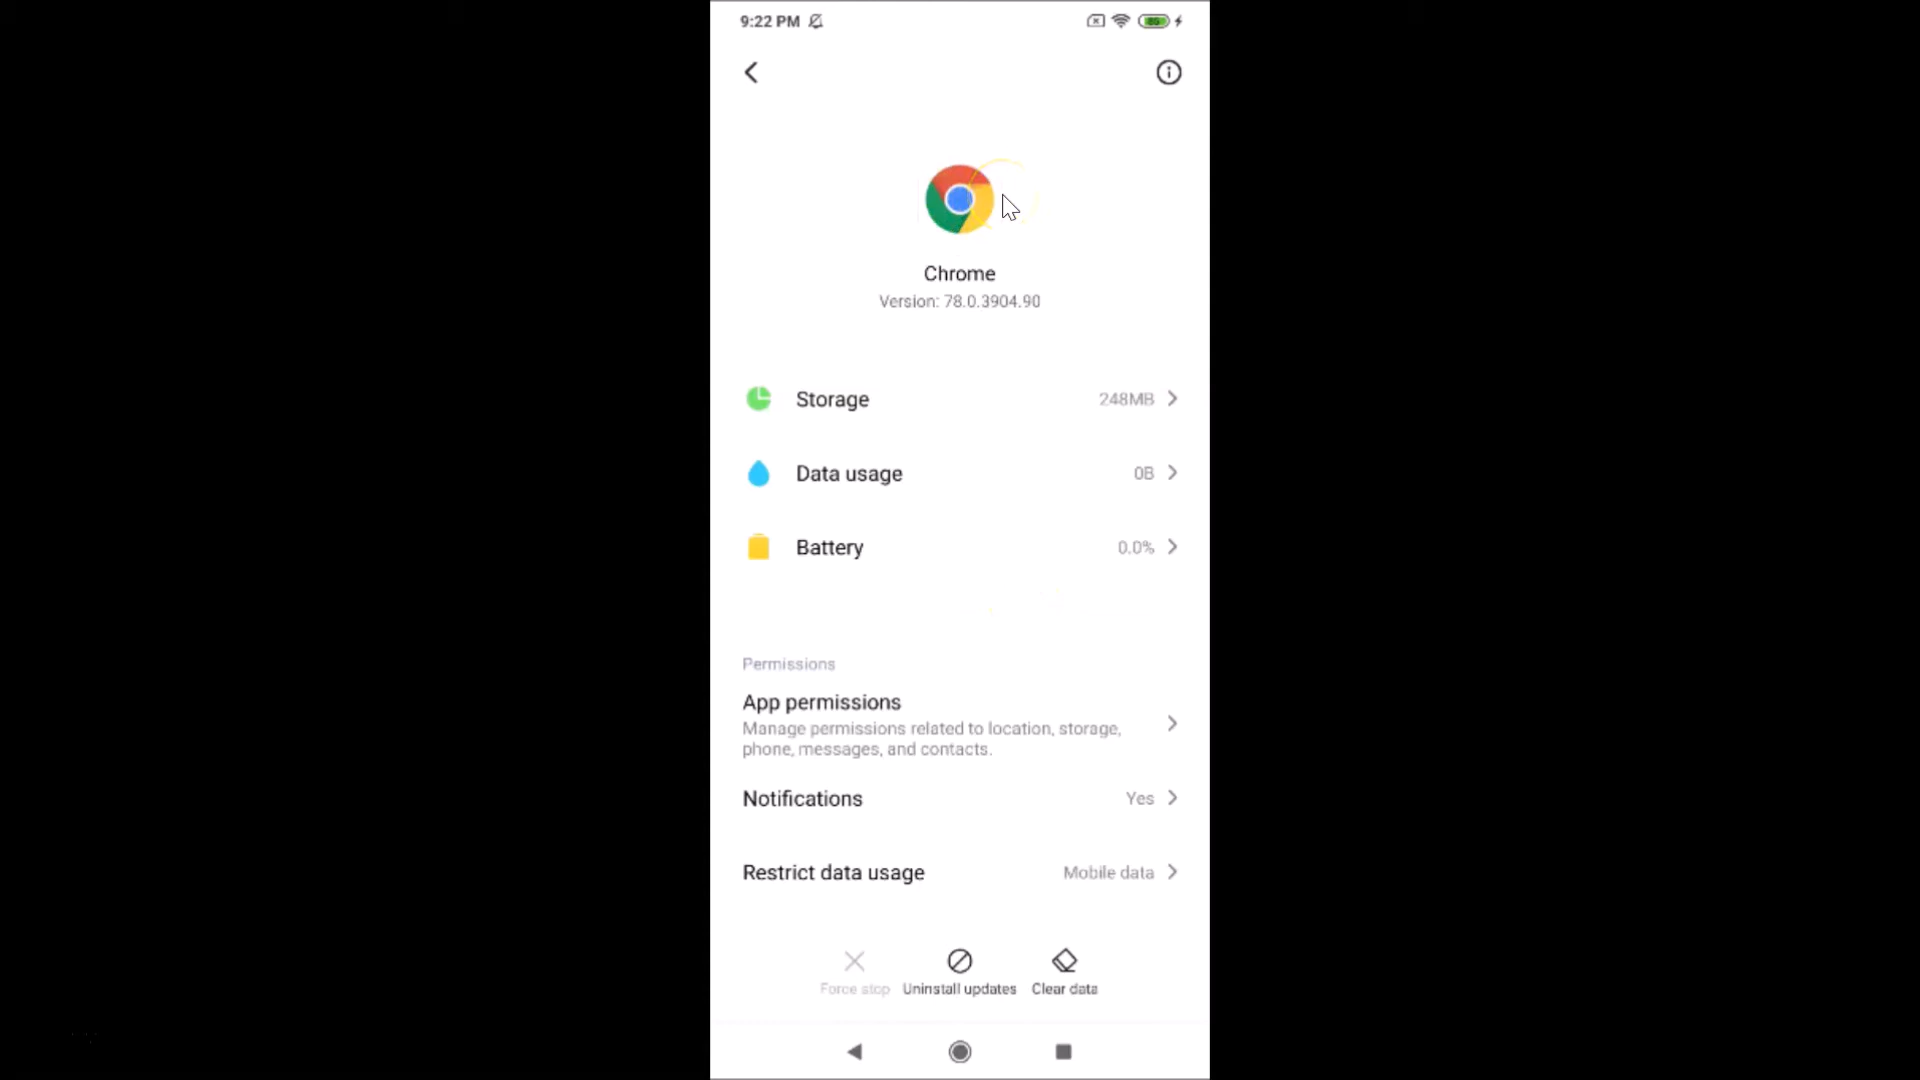 9:22 PM
Chrome
Version: 78.0.3904.90
Storage 248MB
Data usage 0B
Battery 0.0%
Permissions
App permissions
Manage permissions related to location, storage,
phone, messages, and contacts.
Notifications Yes
Restrict data usage Mobile data
Force stop Uninstall updates Clear data